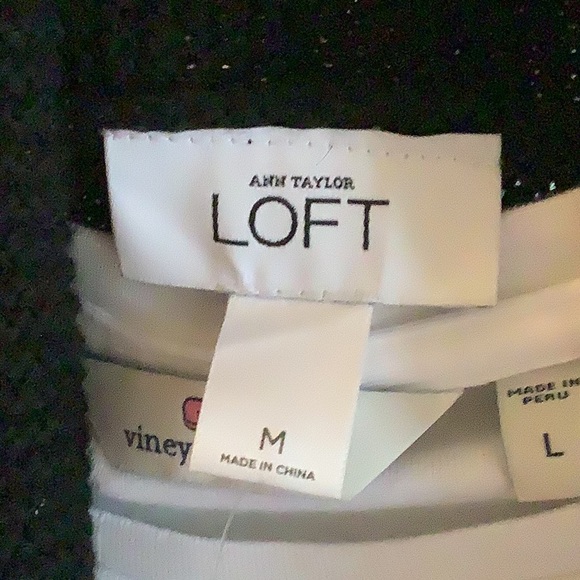 ANN TAYLOR
LOFT
M
MADE IN CHINA
viney
MADE IN
PERU
L